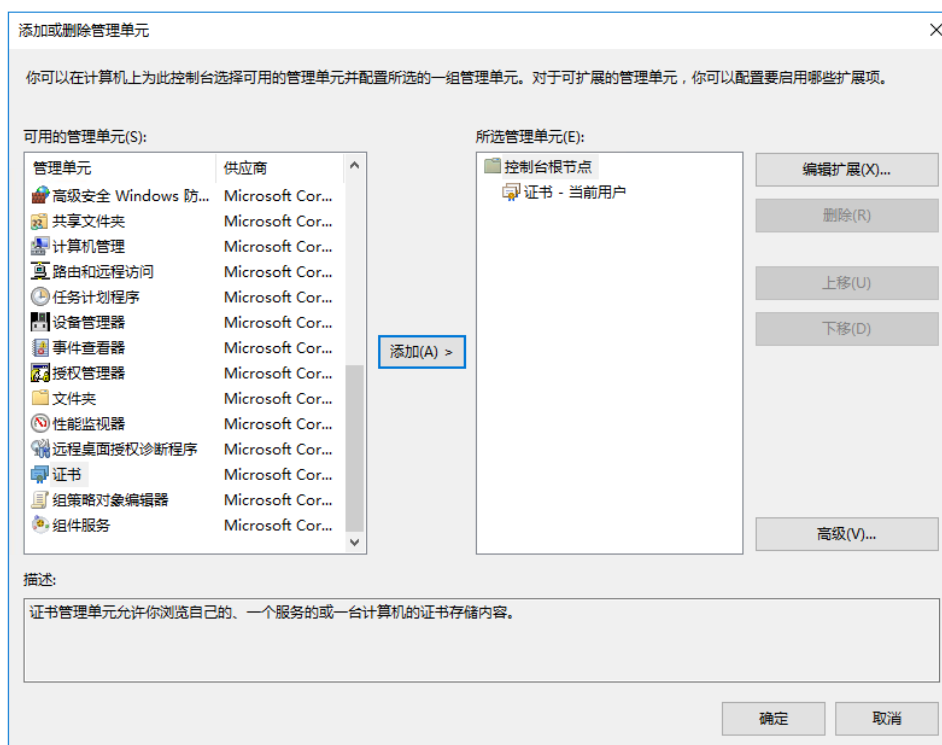 添加或删除管理单元
你可以在计算机上为此控制台选择可用的管理单元并配置所选的一组管理单元。对于可扩展的管理单元，你可以配置要启用哪些扩展项。
可用的管理单元(S):
管理单元 供应商
高级安全 Windows 防... Microsoft Cor...
共享文件夹 Microsoft Cor...
计算机管理 Microsoft Cor...
路由和远程访问 Microsoft Cor...
任务计划程序 Microsoft Cor...
设备管理器 Microsoft Cor...
事件查看器 Microsoft Cor...
授权管理器 Microsoft Cor...
文件夹 Microsoft Cor...
性能监视器 Microsoft Cor...
远程桌面授权诊断程序 Microsoft Cor...
证书 Microsoft Cor...
组策略对象编辑器 Microsoft Cor...
组件服务 Microsoft Cor...
添加(A) >
所选管理单元(E):
控制台根节点
证书 - 当前用户
编辑扩展(X)...
删除(R)
上移(U)
下移(D)
高级(V)...
描述:
证书管理单元允许你浏览自己的、一个服务的或一台计算机的证书存储内容。
确定
取消